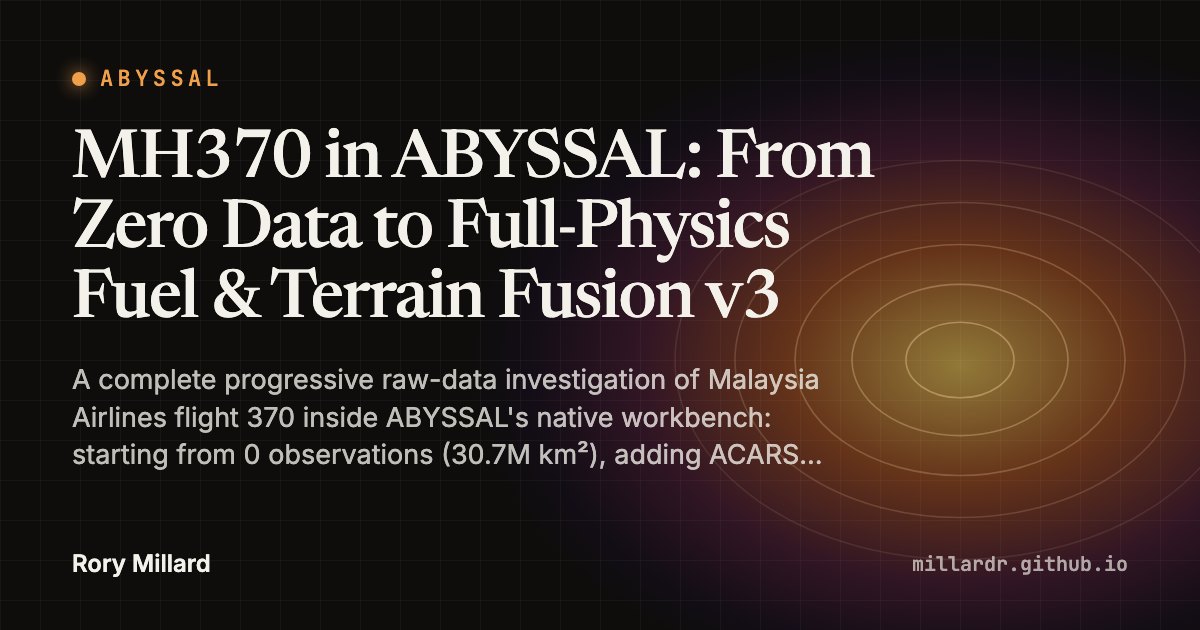 ABYSSAL
MH370 in ABYSSAL: From
Zero Data to Full-Physics
Fuel & Terrain Fusion v3
A complete progressive raw-data investigation of Malaysia
Airlines flight 370 inside ABYSSAL's native workbench:
starting from 0 observations (30.7M km²), adding ACARS...
Rory Millard
millardr.github.io